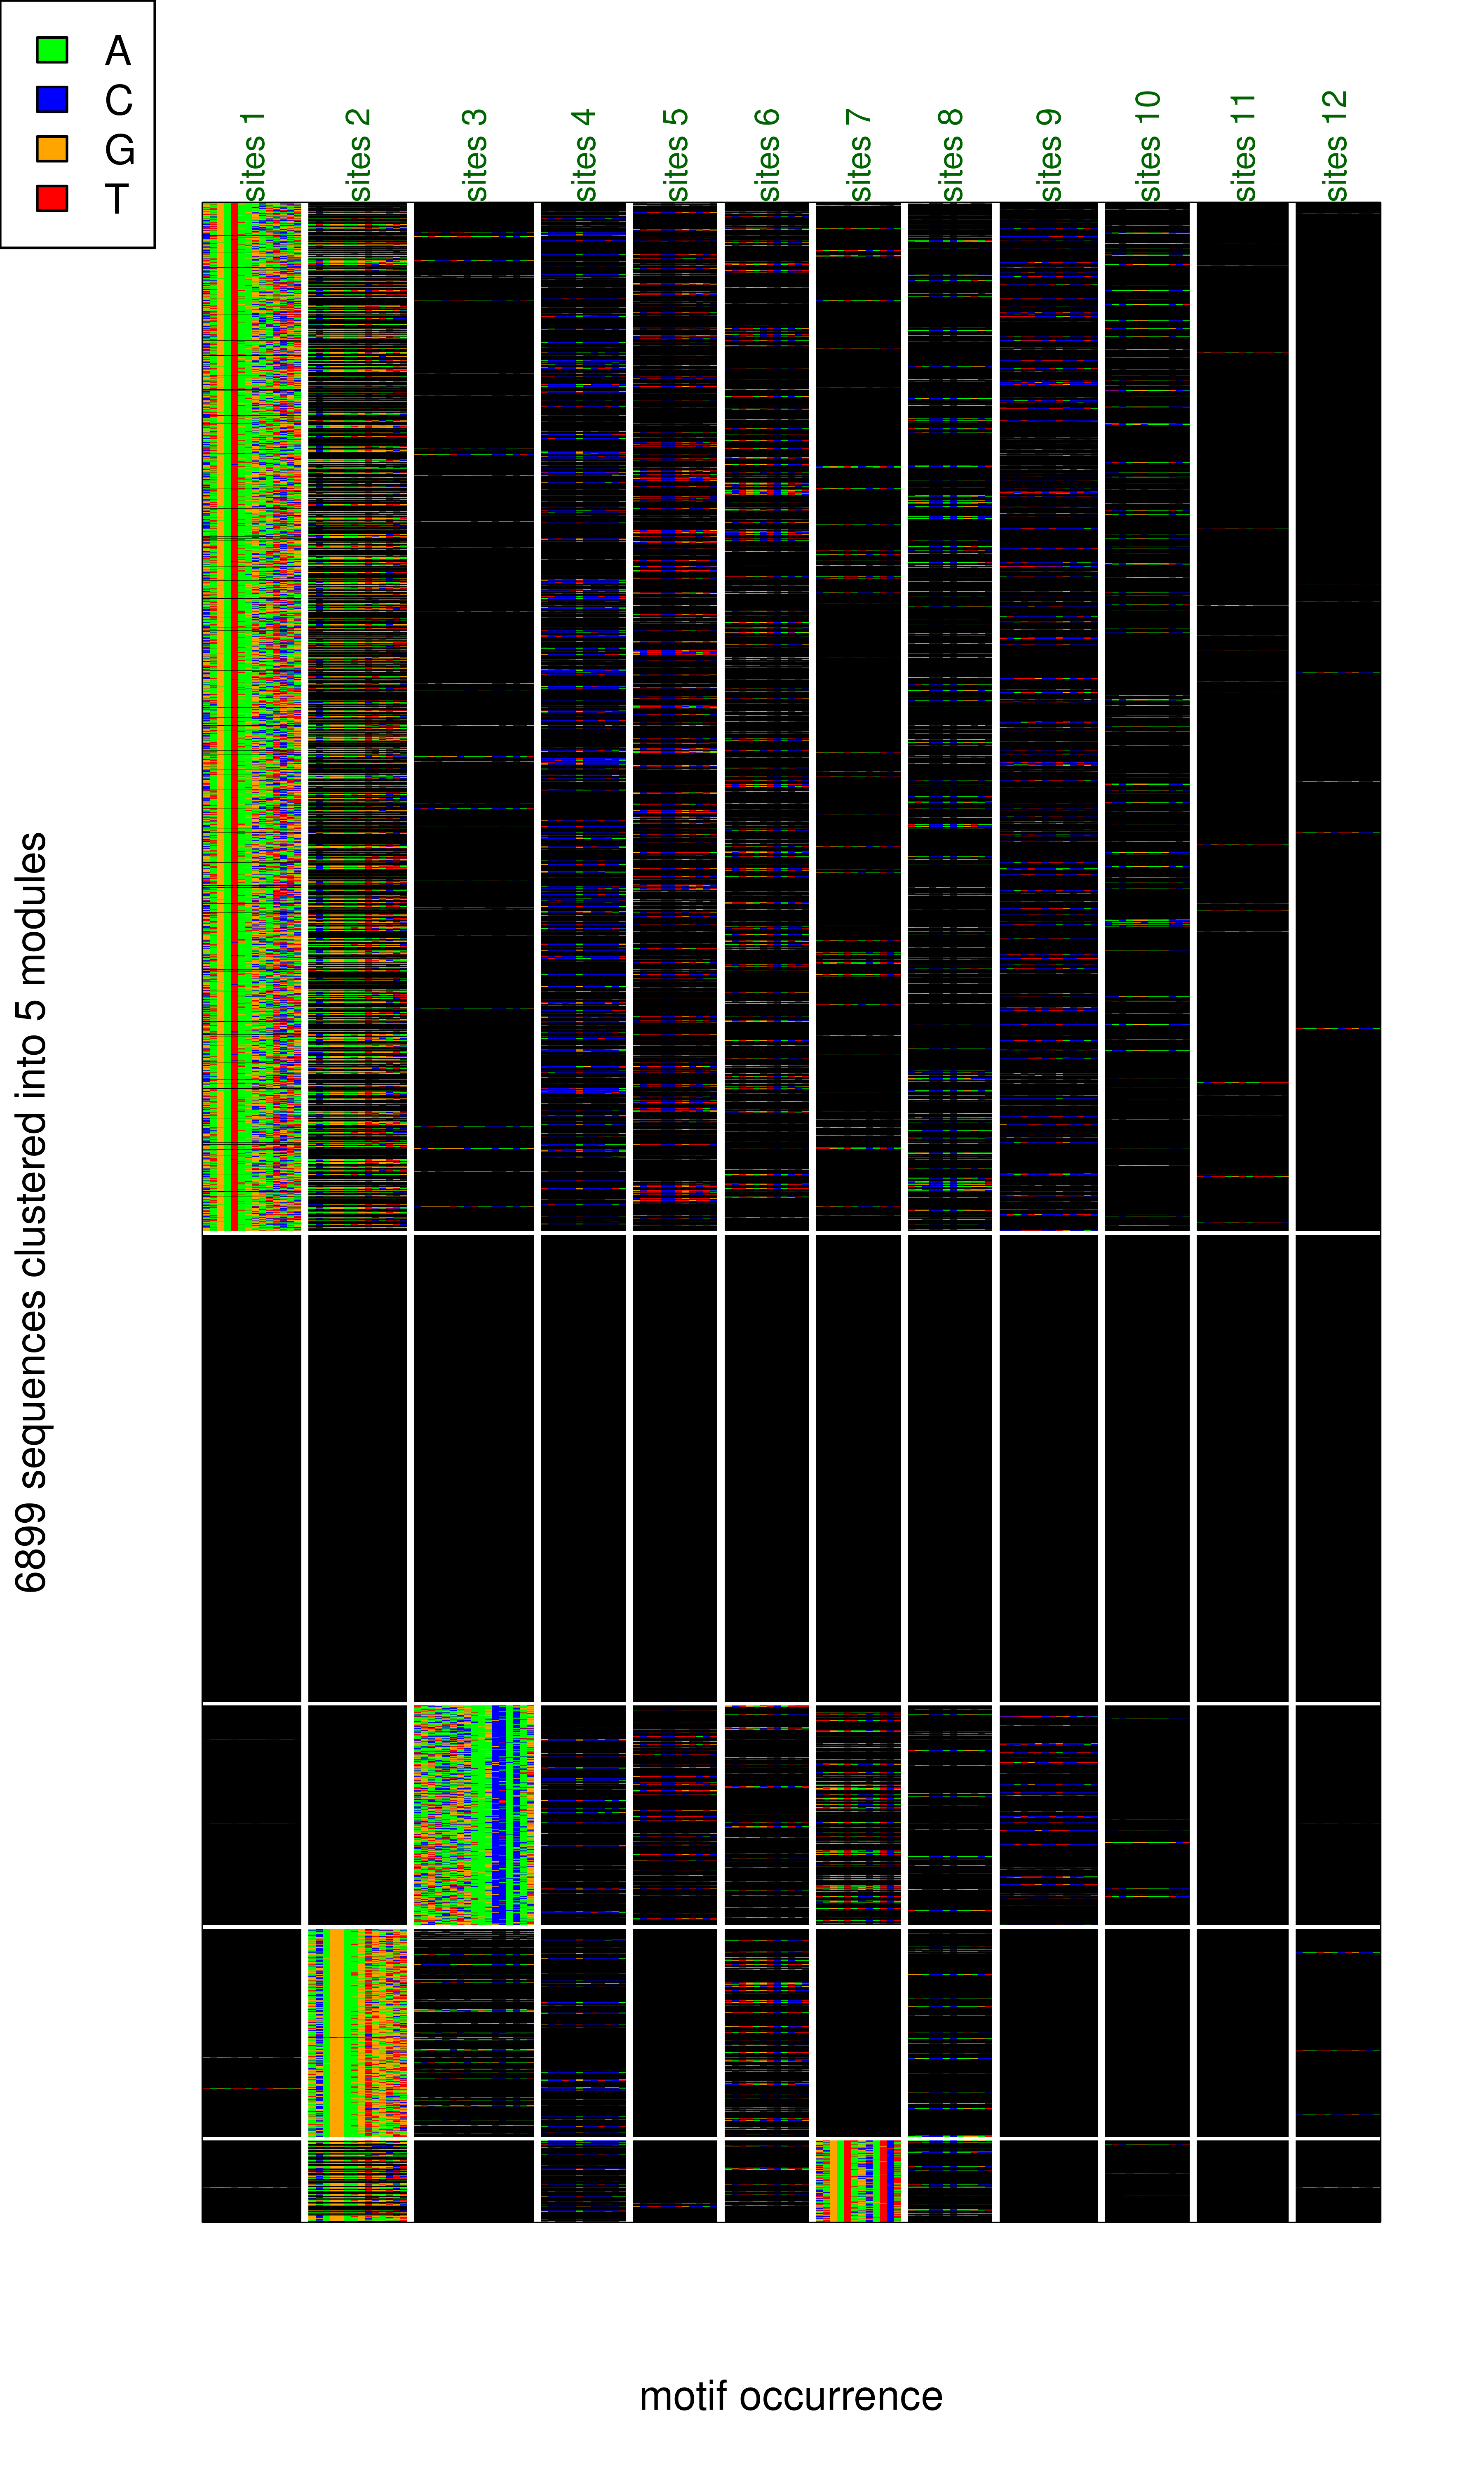 A
C
G
T
sites 1
sites 2
sites 3
sites 4
sites 5
sites 6
sites 7
sites 8
sites 9
sites 10
sites 11
sites 12
6899 sequences clustered into 5 modules
motif occurrence